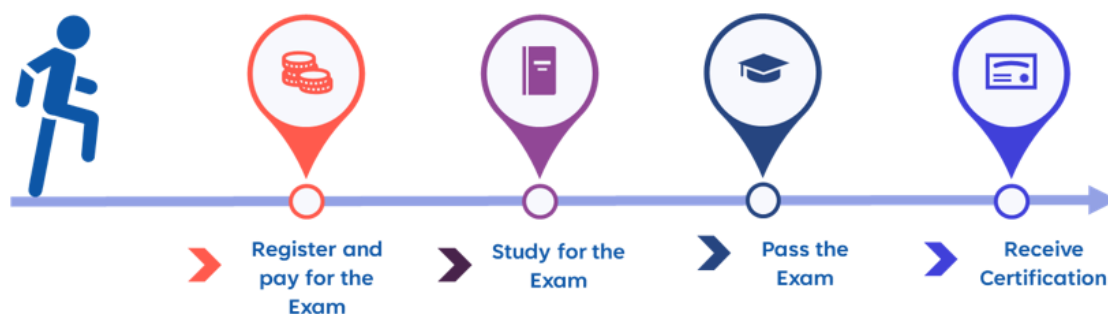 Register and
pay for the
Exam
Study for the
Exam
Pass the
Exam
Receive
Certification